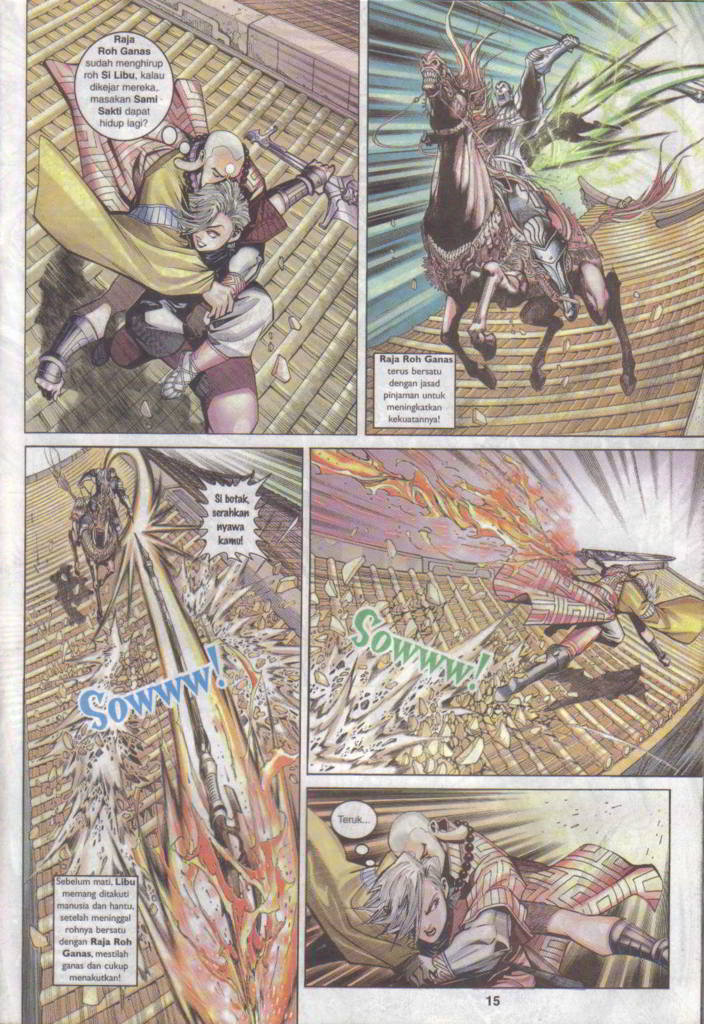 Raja
Roh Ganas
sudah menghirup
roh Si Libu, kalau
dikejar mereka,
masakan Sami
Sakti dapat
hidup lagi?
Raja Roh Ganas
terus bersatu
dengan jasad
pinjaman untuk
meningkatkan
kekuatannya!
Si botak,
serahkan
nyawa
kamu!
Sowww!
Sebelum mati, Libu
memang ditakuti
manusia dan hantu,
setelah meninggal
rohnya bersatu
dengan Raja Roh
Ganas, mestilah
ganas dan cukup
menakutkan!
Sowww!
Teruk...
15